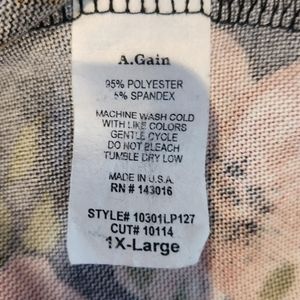 A.Gain
95% POLYESTER
5% SPANDEX
MACHINE WASH COLD
WITH LIKE COLORS
GENTLE CYCLE
DO NOT BLEACH
TUMBLE DRY LOW
MADE IN U.S.A.
RN # 143016
STYLE# 10301LP127
CUT# 10114
1X-Large